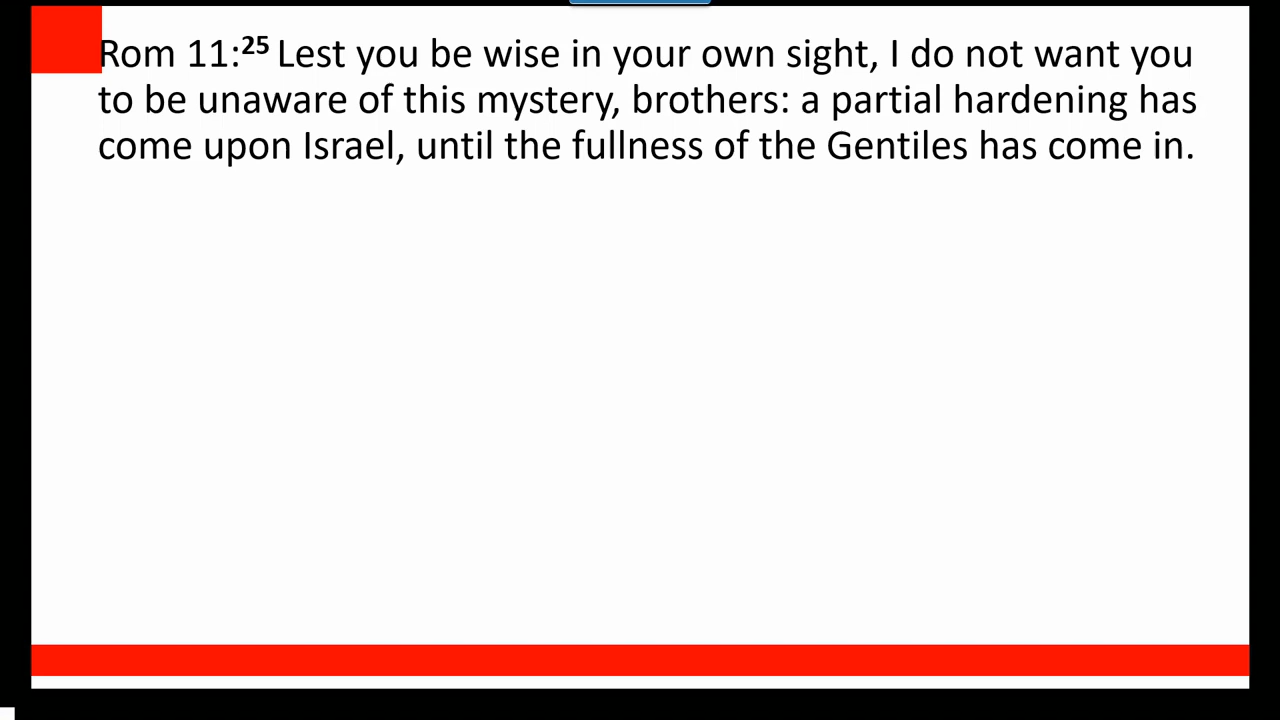 Rom 11:25 Lest you be wise in your own sight, I do not want you
to be unaware of this mystery, brothers: a partial hardening has
come upon Israel, until the fullness of the Gentiles has come in.